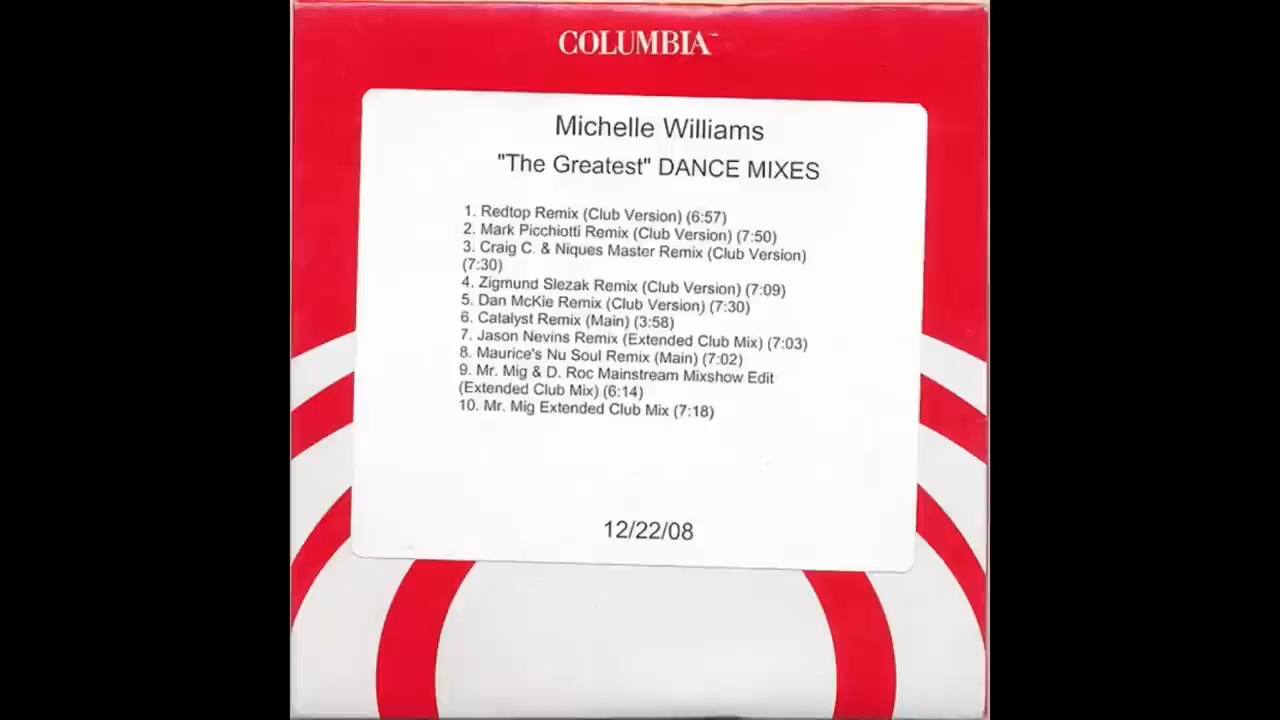 COLUMBIA™
Michelle Williams
"The Greatest" DANCE MIXES
1. Redtop Remix (Club Version) (6:57)
2. Mark Picchiotti Remix (Club Version) (7:50)
3. Craig C. & Niques Master Remix (Club Version)
(7:30)
4. Zigmund Slezak Remix (Club Version) (7:09)
5. Dan McKie Remix (Club Version) (7:30)
6. Catalyst Remix (Main) (3:58)
7. Jason Nevins Remix (Extended Club Mix) (7:03)
8. Maurice's Nu Soul Remix (Main) (7:02)
9. Mr. Mig & D. Roc Mainstream Mixshow Edit
(Extended Club Mix) (6:14)
10. Mr. Mig Extended Club Mix (7:18)
12/22/08